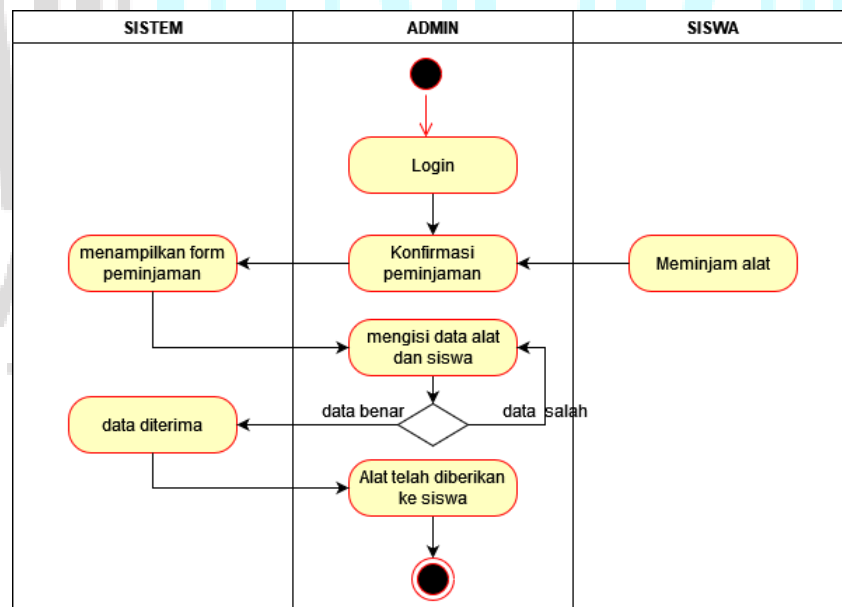 SISTEM
ADMIN
SISWA
Login
menampilkan form
peminjaman
Konfirmasi
peminjaman
Meminjam alat
mengisi data alat
dan siswa
data benar
data salah
data diterima
Alat telah diberikan
ke siswa